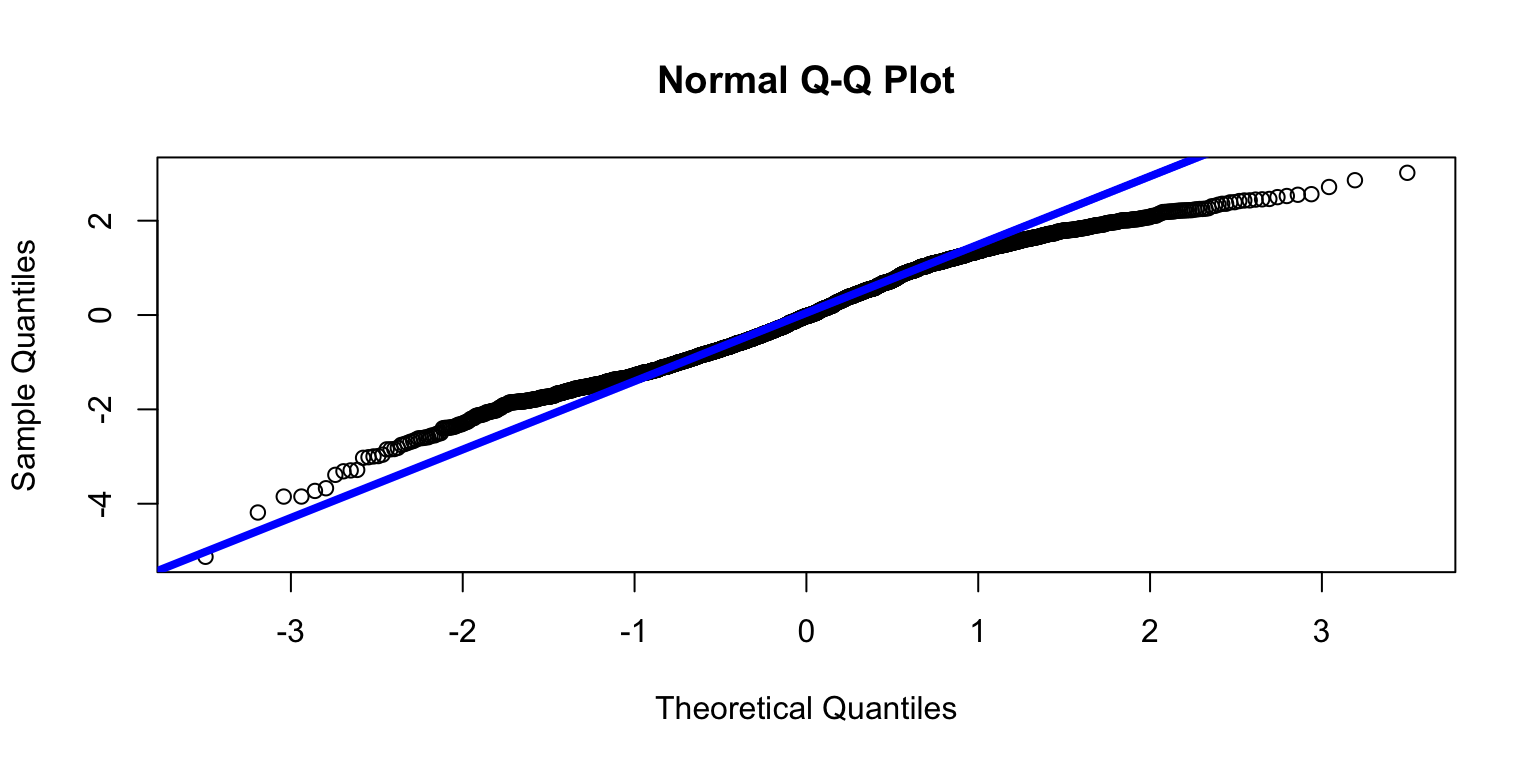 Normal Q-Q Plot
2
0
-2
-4
Sample Quantiles
-3 -2 -1 0 1 2 3
Theoretical Quantiles